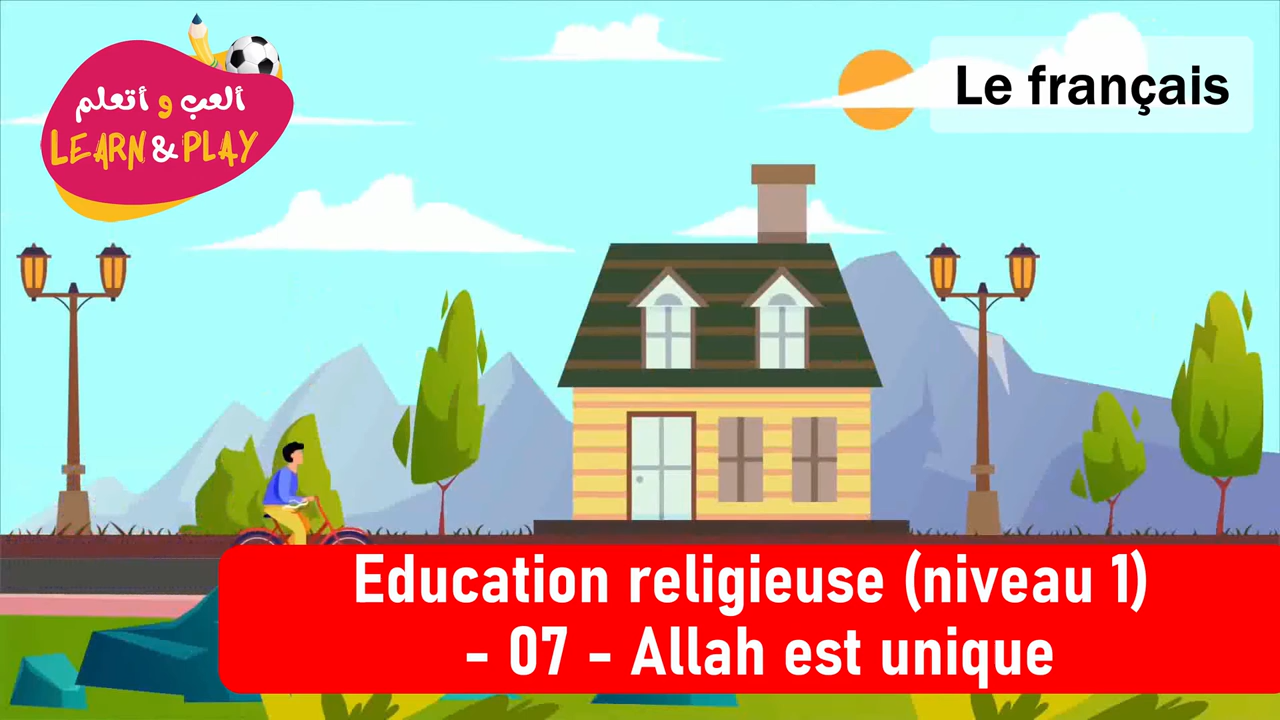 ألعب و أتعلم
LEARN & PLAY
Le français
Education religieuse (niveau 1)
- 07 - Allah est unique